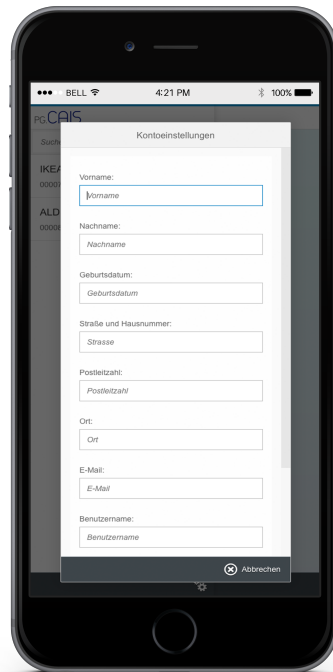 BELL 4:21 PM 100%
PG.CAIS
Kontoeinstellungen
Suche
IKEA
ALD
Vorname:
Vorname
Nachname:
Nachname
Geburtsdatum:
Geburtsdatum
Straße und Hausnummer:
Strasse
Postleitzahl:
Postleitzahl
Ort:
Ort
E-Mail:
E-Mail
Benutzername:
Benutzername
Abbrechen